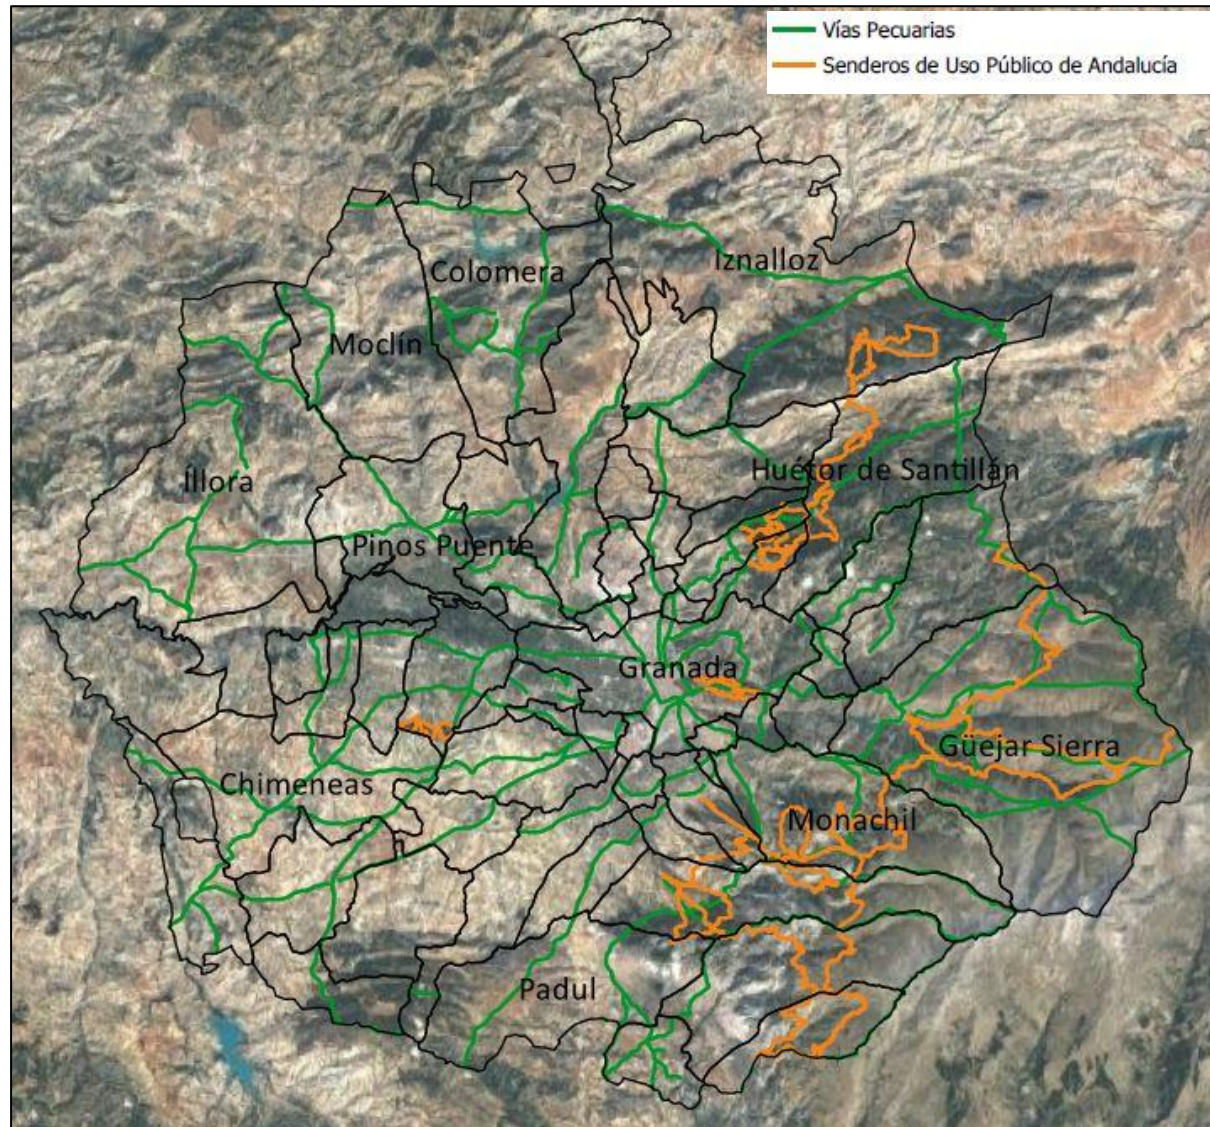 Vías Pecuarias
Senderos de Uso Público de Andalucía
Iznalloz
Colomera
Moclín
Huétor de Santillán
Íllora
Pinos Puente
Granada
Güejar Sierra
Chimeneas
Monachil
Padul